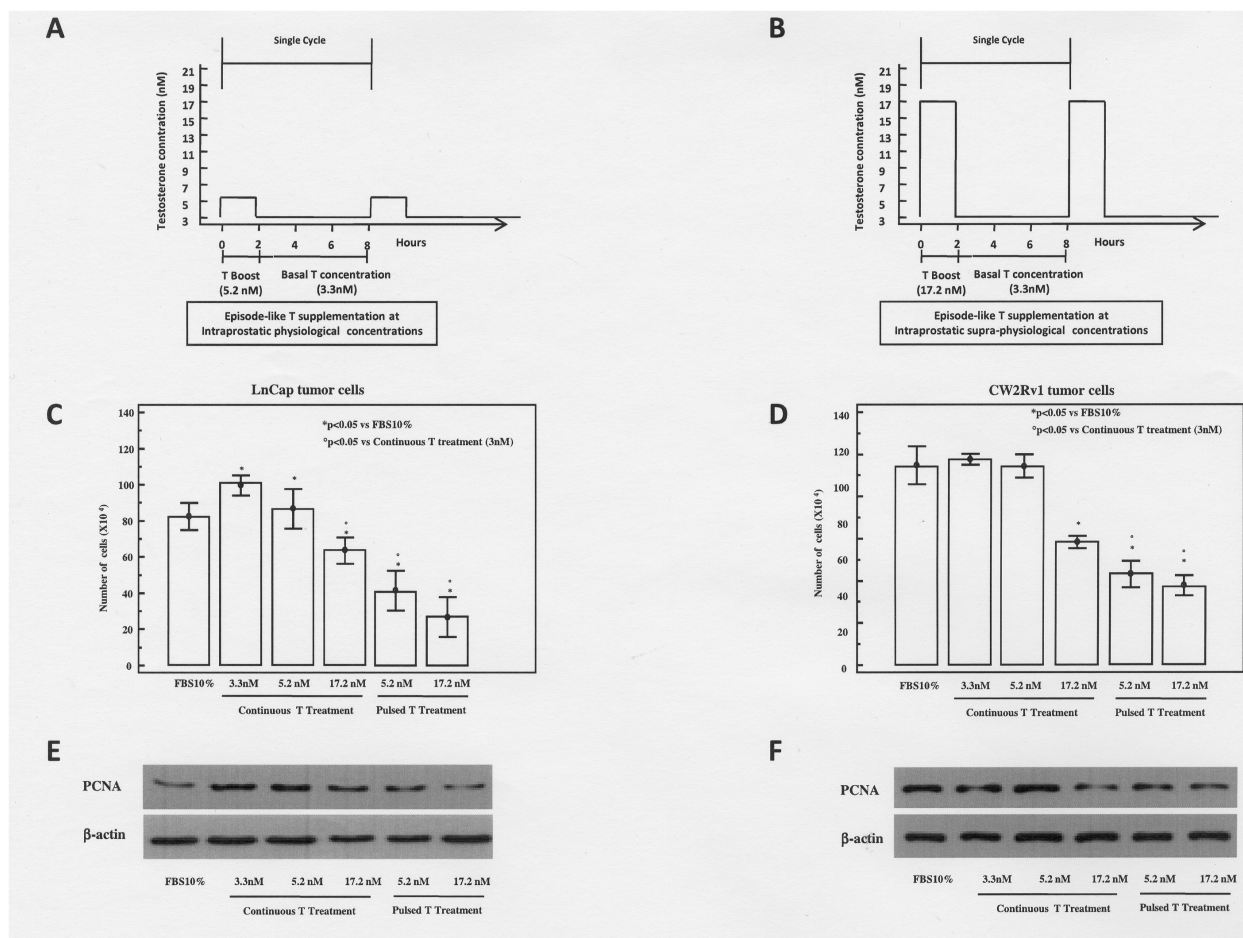 A
Single Cycle
Testosterone conntration (nM)
21
19
17
15
13
11
9
7
5
3
0 2 4 6 8 Hours
T Boost
(5.2 nM)
Basal T concentration
(3.3nM)
Episode-like T supplementation at
Intraprostatic physiological concentrations
B
Single Cycle
Testosterone conntration (nM)
21
19
17
15
13
11
9
7
5
3
0 2 4 6 8 Hours
T Boost
(17.2 nM)
Basal T concentration
(3.3nM)
Episode-like T supplementation at
Intraprostatic supra-physiological concentrations
C
LnCap tumor cells
*p<0.05 vs FBS10%
°p<0.05 vs Continuous T treatment (3nM)
Number of cells (X10⁴)
140
120
100
80
60
40
20
0
* * ° * ° * ° *
FBS10% 3.3nM 5.2 nM 17.2 nM 5.2 nM 17.2 nM
Continuous T Treatment Pulsed T Treatment
D
CW2Rv1 tumor cells
*p<0.05 vs FBS10%
°p<0.05 vs Continuous T treatment (3nM)
Number of cells (X10⁴)
140
120
100
80
60
40
20
0
* ° * ° *
FBS10% 3.3nM 5.2 nM 17.2 nM 5.2 nM 17.2 nM
Continuous T Treatment Pulsed T Treatment
E
PCNA
β-actin
FBS10% 3.3nM 5.2 nM 17.2 nM 5.2 nM 17.2 nM
Continuous T Treatment Pulsed T Treatment
F
PCNA
β-actin
FBS10% 3.3nM 5.2 nM 17.2 nM 5.2 nM 17.2 nM
Continuous T Treatment Pulsed T Treatment